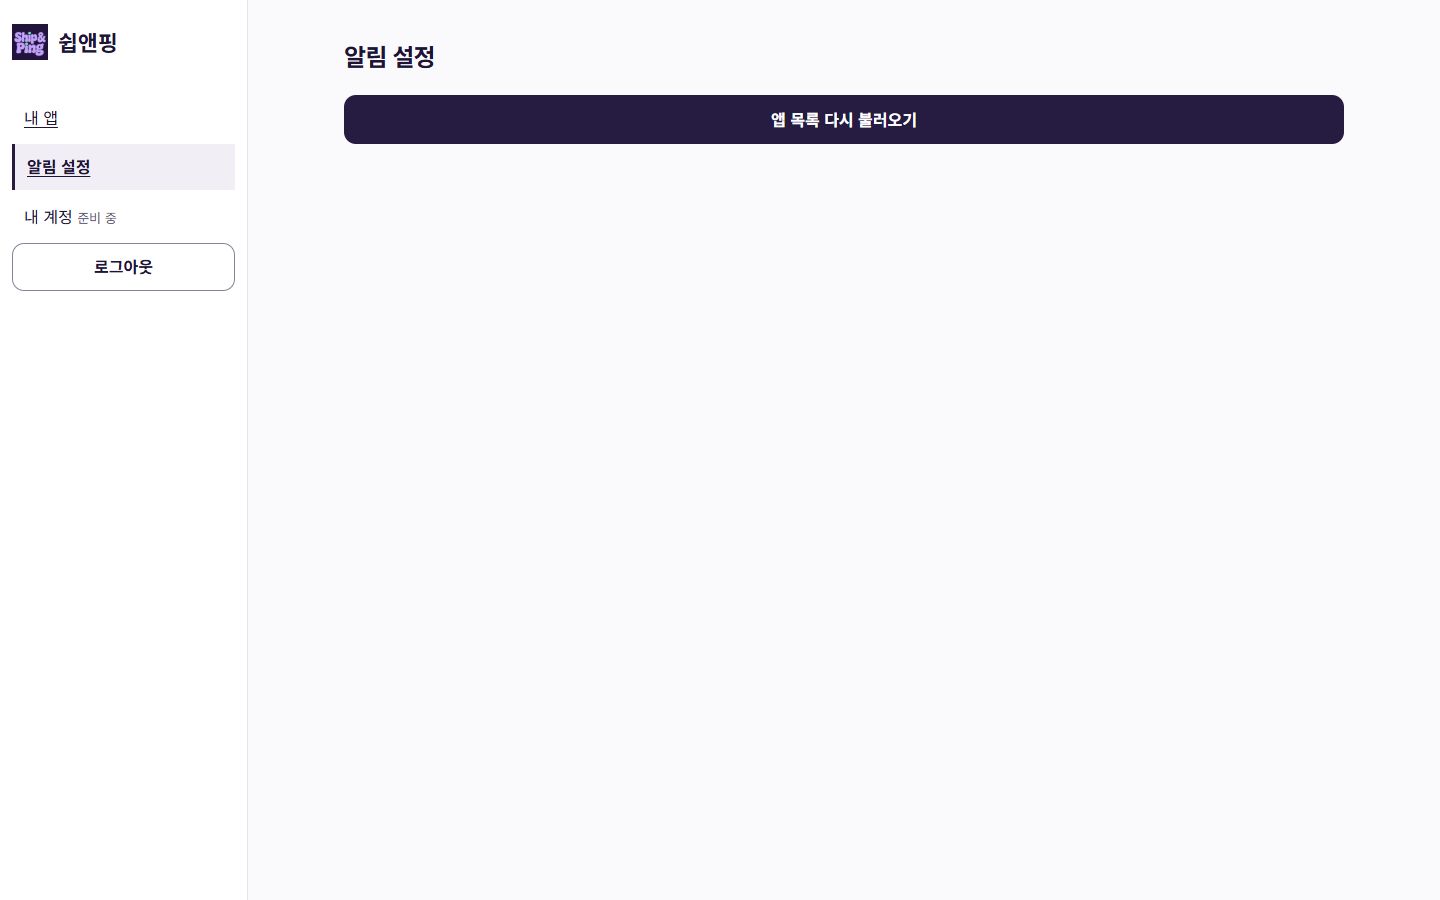 Ship&
Ping
쉽앤핑
내 앱
알림 설정
내 계정 준비 중
로그아웃
알림 설정
앱 목록 다시 불러오기